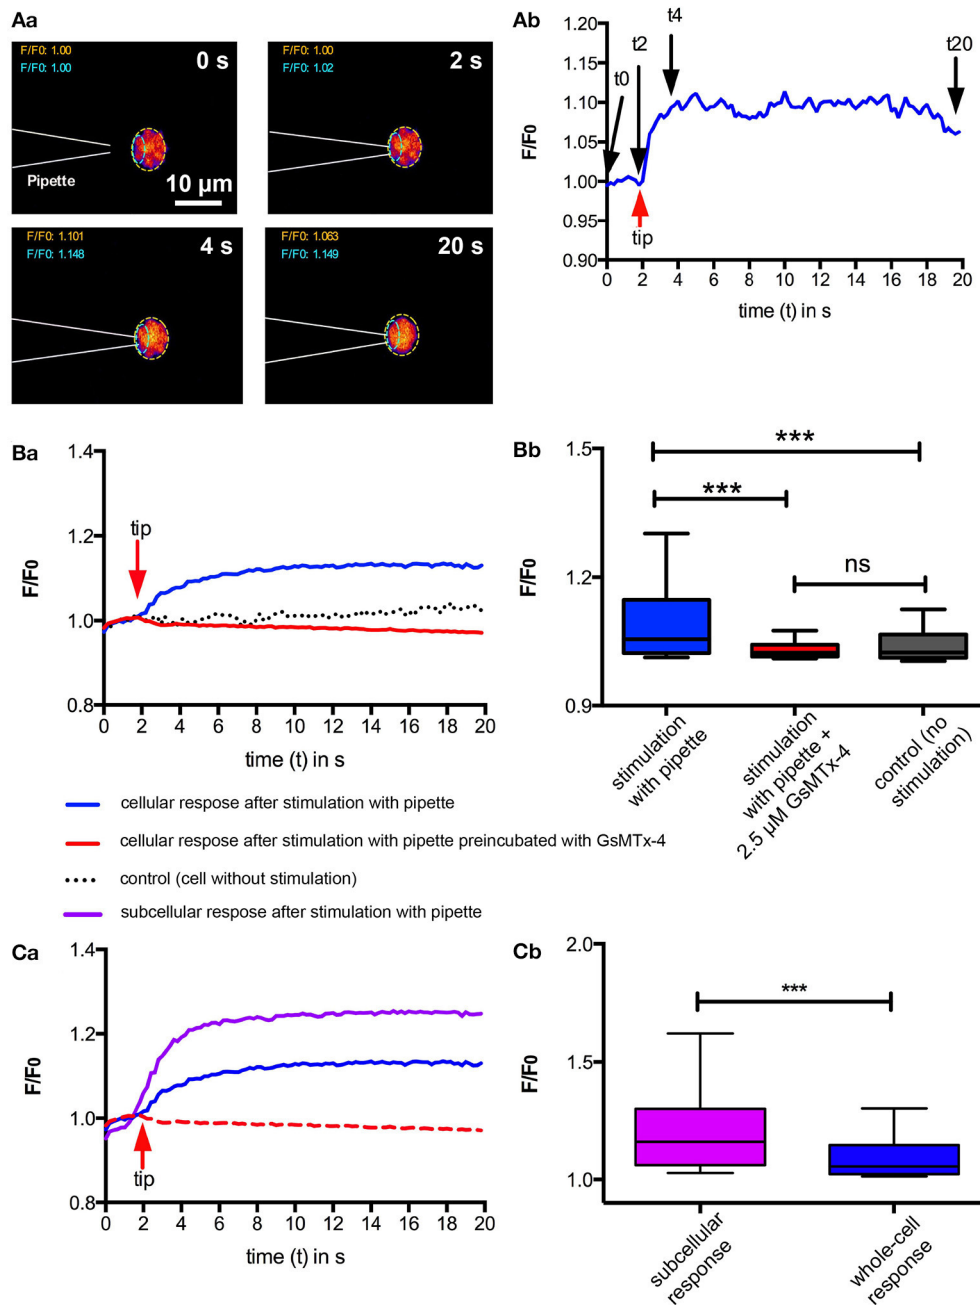 Aa
F/F0: 1.00
F/F0: 1.00
0 s
Pipette
10 µm
F/F0: 1.00
F/F0: 1.02
2 s
F/F0: 1.101
F/F0: 1.148
4 s
F/F0: 1.063
F/F0: 1.149
20 s
Ab
F/F0
1.20
1.15
1.10
1.05
1.00
0.95
0.90
t0
t2
t4
t20
tip
0 2 4 6 8 10 12 14 16 18 20
time (t) in s
Ba
F/F0
1.4
1.2
1.0
0.8
tip
0 2 4 6 8 10 12 14 16 18 20
time (t) in s
Bb
F/F0
1.5
1.2
0.9
***
***
ns
stimulation
with pipette
stimulation
with pipette +
2.5 µM GsMTx-4
control (no
stimulation)
cellular respose after stimulation with pipette
cellular respose after stimulation with pipette preincubated with GsMTx-4
control (cell without stimulation)
subcellular respose after stimulation with pipette
Ca
F/F0
1.4
1.2
1.0
0.8
tip
0 2 4 6 8 10 12 14 16 18 20
time (t) in s
Cb
F/F0
2.0
1.5
1.0
***
subcellular
response
whole-cell
response